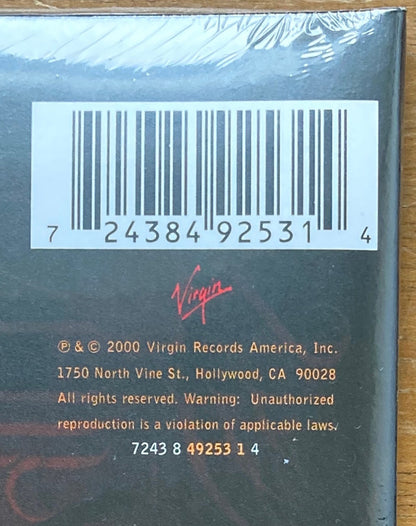 7 24384 92531 4
Virgin
℗ & © 2000 Virgin Records America, Inc.
1750 North Vine St., Hollywood, CA 90028
All rights reserved. Warning: Unauthorized
reproduction is a violation of applicable laws.
7243 8 49253 1 4